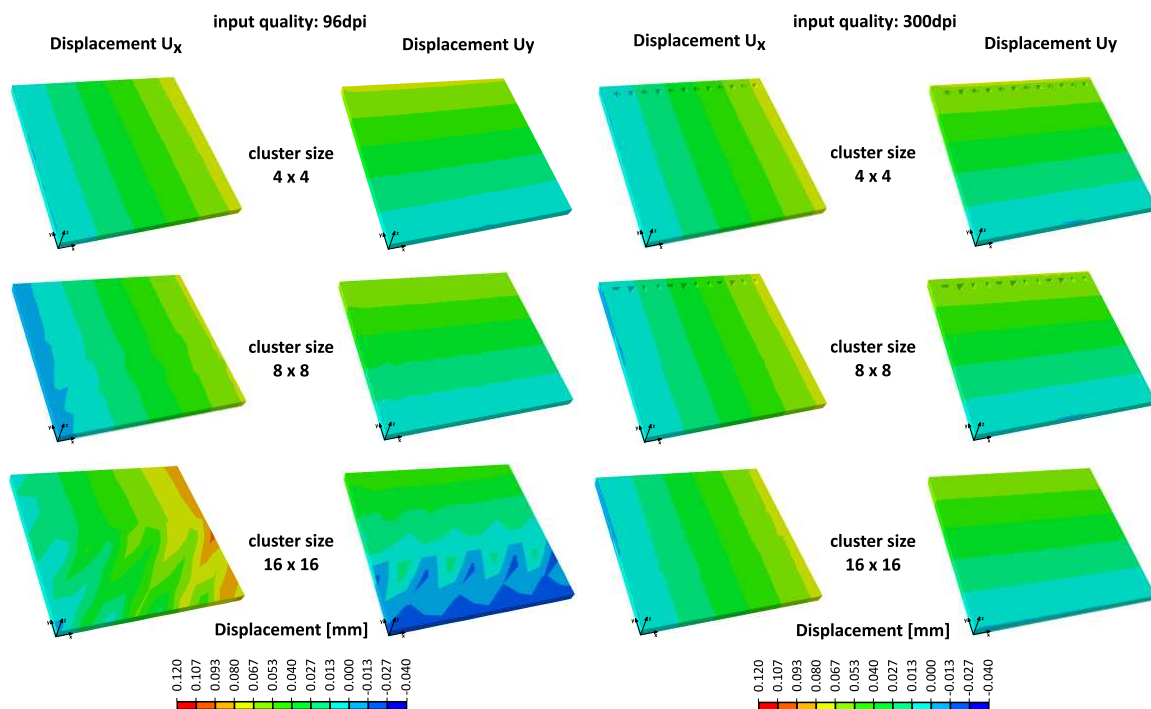 input quality: 96dpi
input quality: 300dpi
Displacement Ux
Displacement Uy
Displacement Ux
Displacement Uy
cluster size
4 x 4
cluster size
4 x 4
cluster size
8 x 8
cluster size
8 x 8
cluster size
16 x 16
cluster size
16 x 16
Displacement [mm]
Displacement [mm]
0.120 0.107 0.093 0.080 0.067 0.053 0.040 0.027 0.013 0.000 -0.013 -0.027 -0.040
0.120 0.107 0.093 0.080 0.067 0.053 0.040 0.027 0.013 0.000 -0.013 -0.027 -0.040